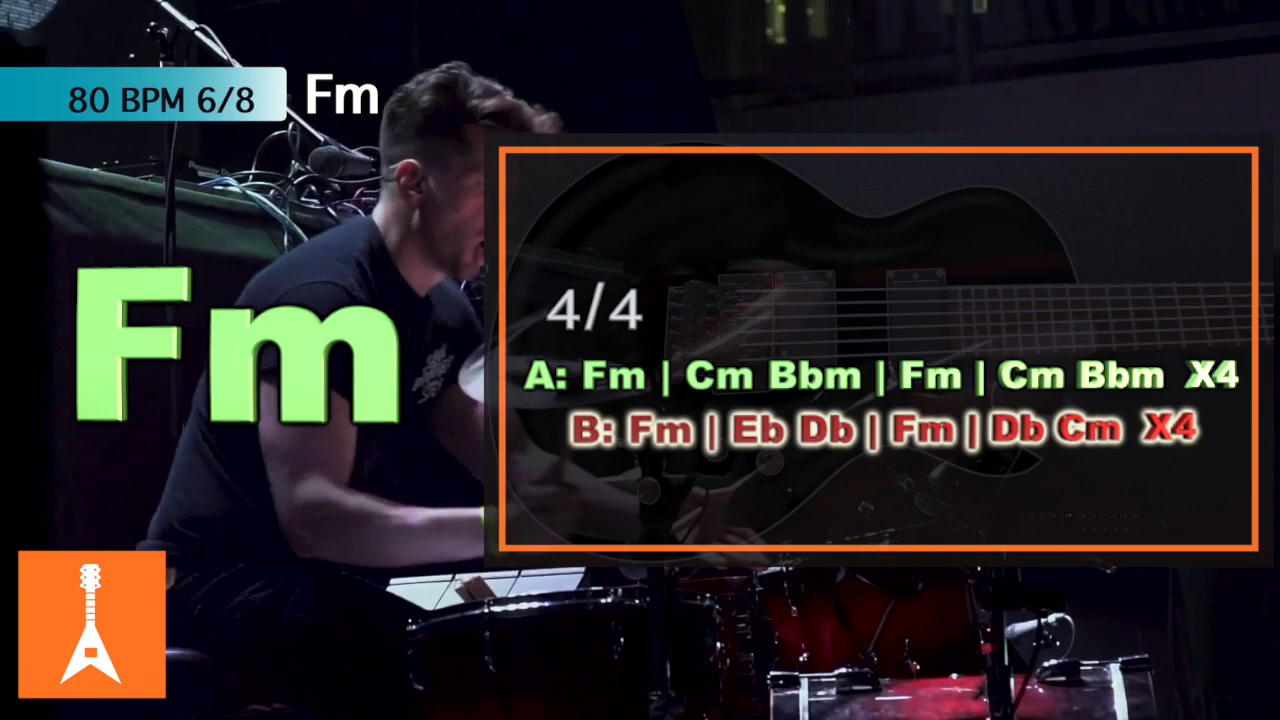 80 BPM 6/8 Fm
Fm
4/4
A: Fm | Cm Bbm | Fm | Cm Bbm X4
B: Fm | Eb Db | Fm | Db Cm X4